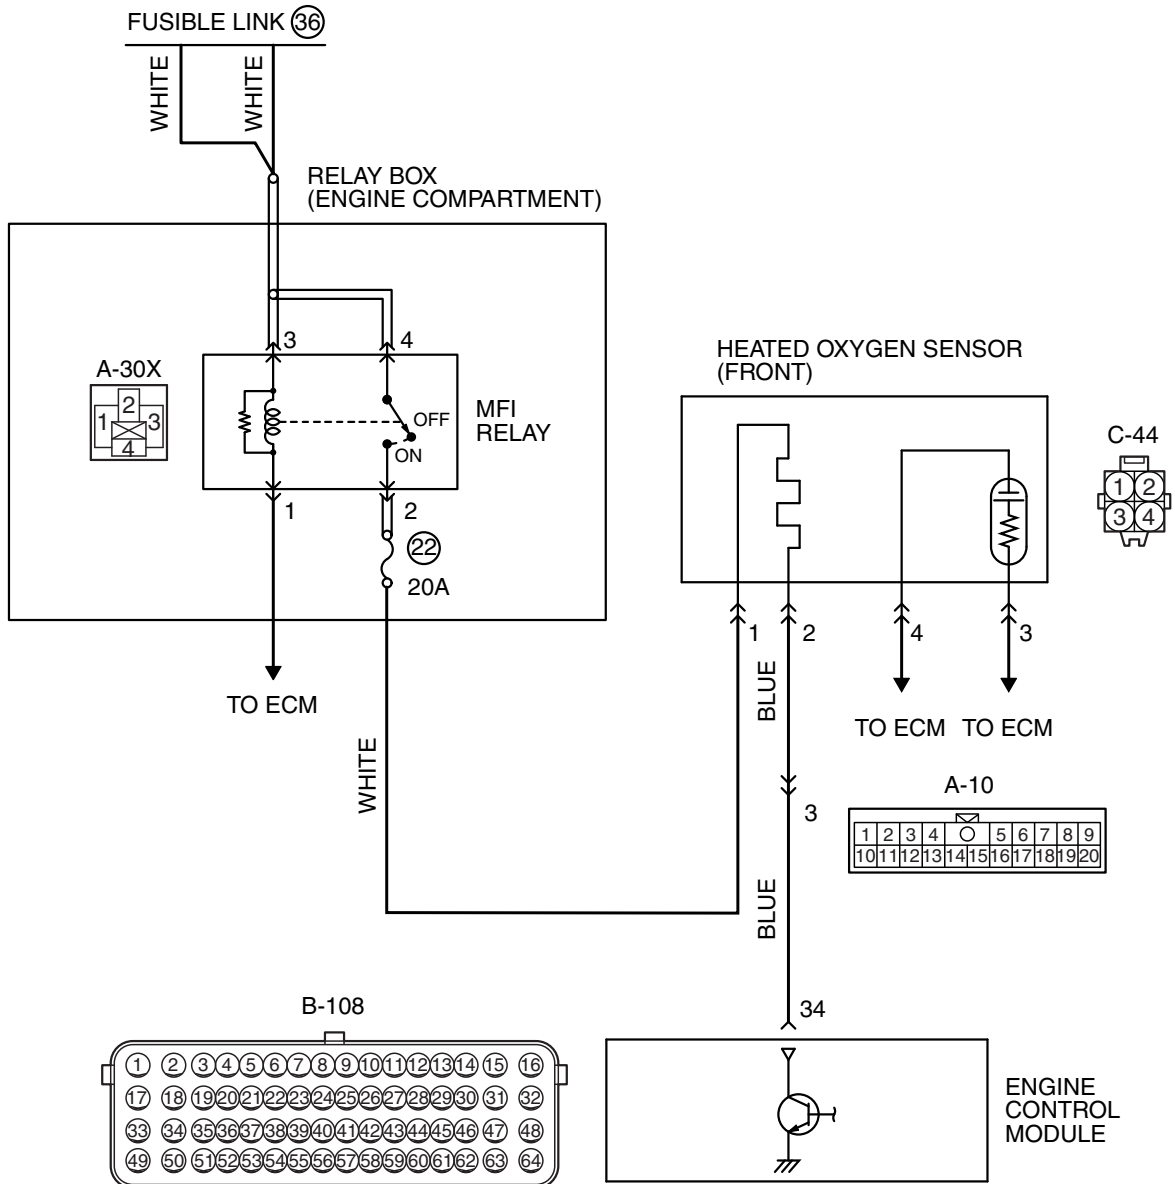 FUSIBLE LINK 36
WHITE
WHITE
RELAY BOX
(ENGINE COMPARTMENT)
3
4
A-30X
2
1
3
4
OFF
ON
MFI
RELAY
1
2
22
20A
TO ECM
WHITE
HEATED OXYGEN SENSOR
(FRONT)
C-44
1 2
3 4
1
2
4
3
BLUE
TO ECM
TO ECM
3
A-10
1 2 3 4 5 6 7 8 9
10 11 12 13 14 15 16 17 18 19 20
BLUE
34
B-108
1 2 3 4 5 6 7 8 9 10 11 12 13 14 15 16
17 18 19 20 21 22 23 24 25 26 27 28 29 30 31 32
33 34 35 36 37 38 39 40 41 42 43 44 45 46 47 48
49 50 51 52 53 54 55 56 57 58 59 60 61 62 63 64
ENGINE
CONTROL
MODULE